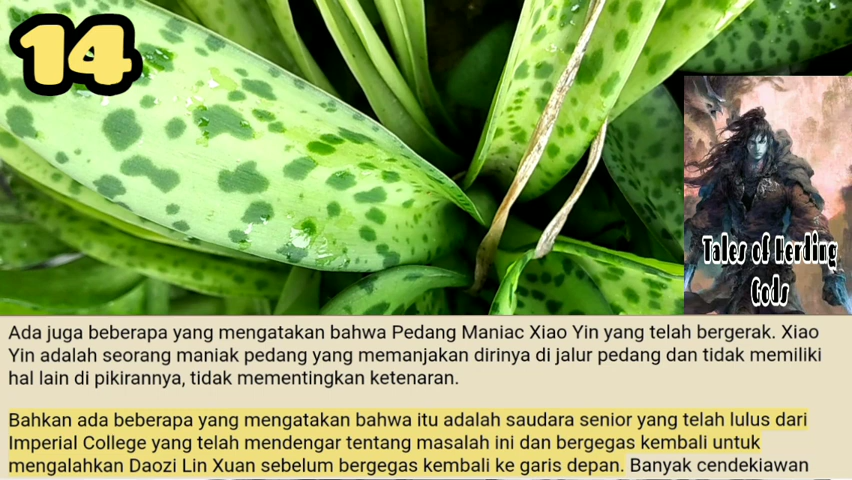 14
Tales of Herding
Gods
Ada juga beberapa yang mengatakan bahwa Pedang Maniac Xiao Yin yang telah bergerak. Xiao
Yin adalah seorang maniak pedang yang memanjakan dirinya di jalur pedang dan tidak memiliki
hal lain di pikirannya, tidak mementingkan ketenaran.
Bahkan ada beberapa yang mengatakan bahwa itu adalah saudara senior yang telah lulus dari
Imperial College yang telah mendengar tentang masalah ini dan bergegas kembali untuk
mengalahkan Daozi Lin Xuan sebelum bergegas kembali ke garis depan. Banyak cendekiawan